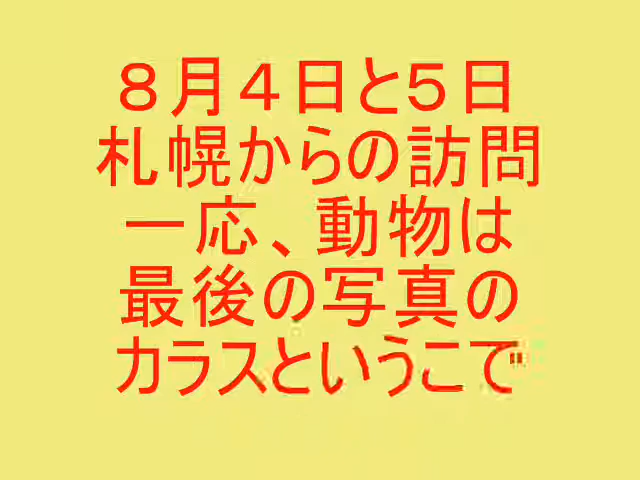 ８月４日と５日
札幌からの訪問
一応、動物は
最後の写真の
カラスというこで